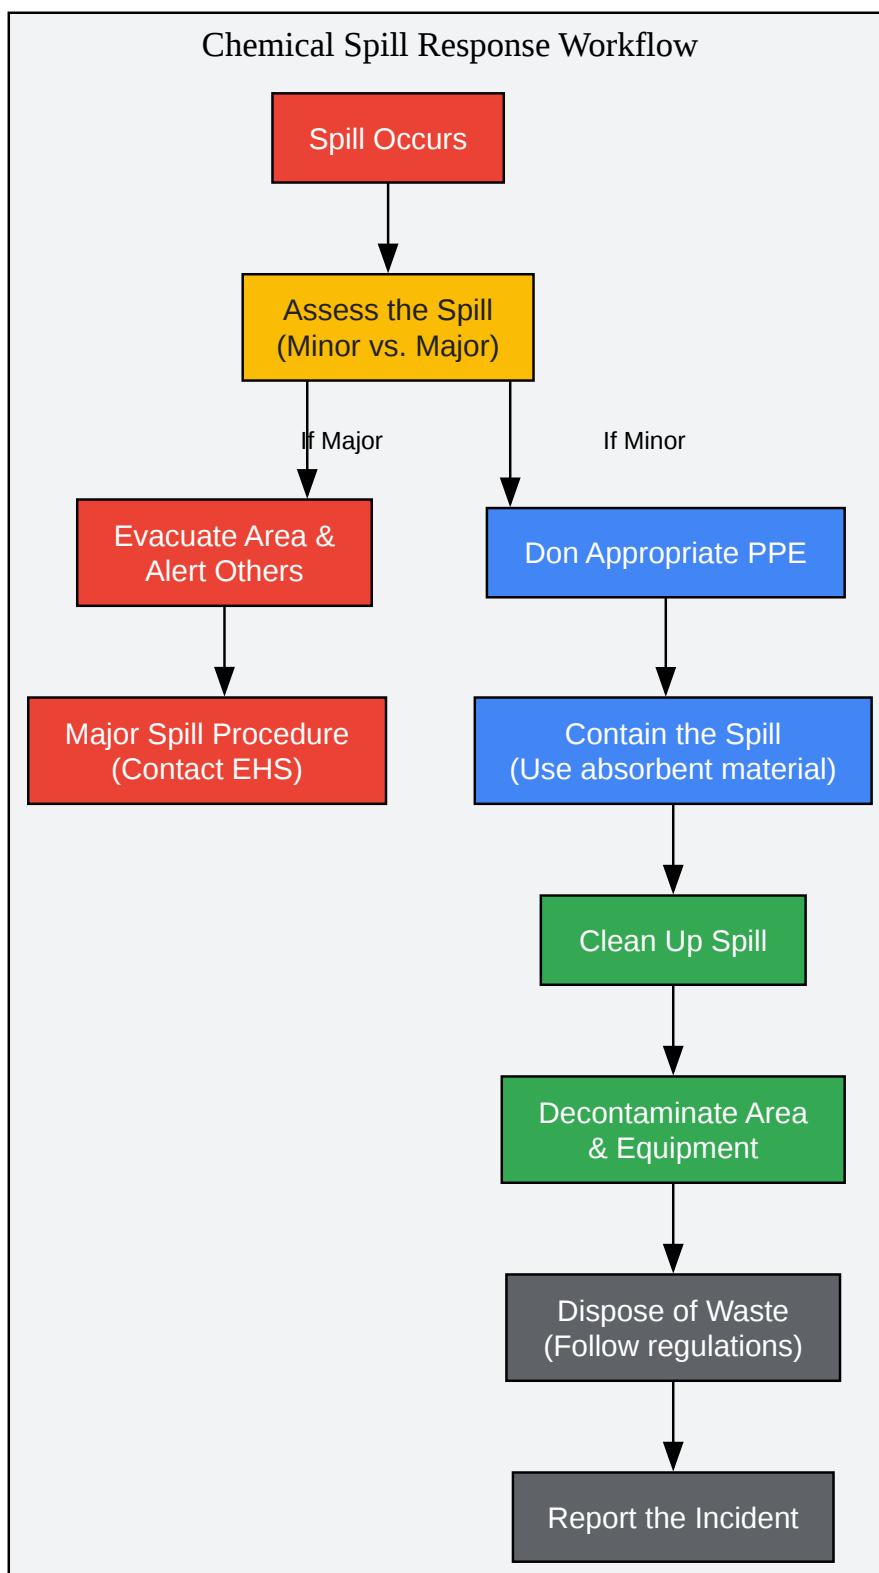 Chemical Spill Response Workflow
Spill Occurs
Assess the Spill
(Minor vs. Major)
If Major
If Minor
Evacuate Area &
Alert Others
Don Appropriate PPE
Major Spill Procedure
(Contact EHS)
Contain the Spill
(Use absorbent material)
Clean Up Spill
Decontaminate Area
& Equipment
Dispose of Waste
(Follow regulations)
Report the Incident